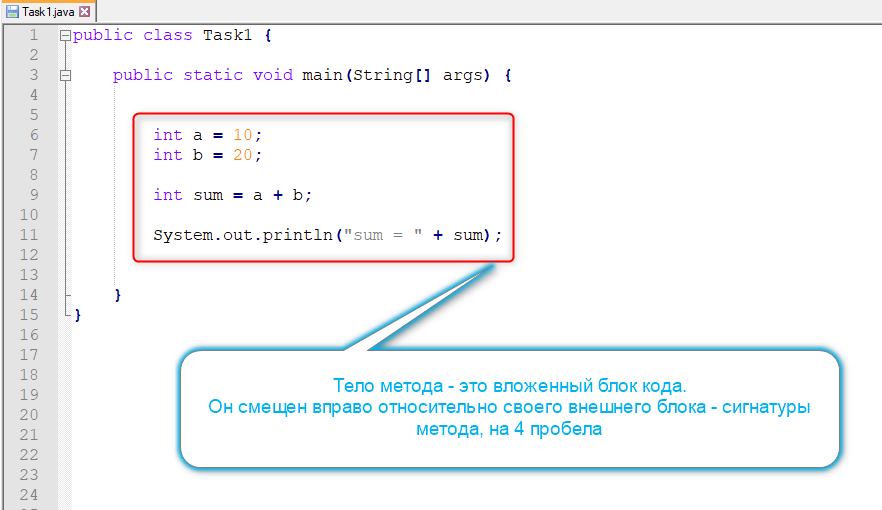 Task1.java
1 public class Task1 {
2
3 public static void main(String[] args) {
4
5
6 int a = 10;
7 int b = 20;
8
9 int sum = a + b;
10
11 System.out.println("sum = " + sum);
12
13
14 }
15 }
16
17
18
19
20
21
22
23
24
Тело метода - это вложенный блок кода.
Он смещен вправо относительно своего внешнего блока - сигнатуры
метода, на 4 пробела